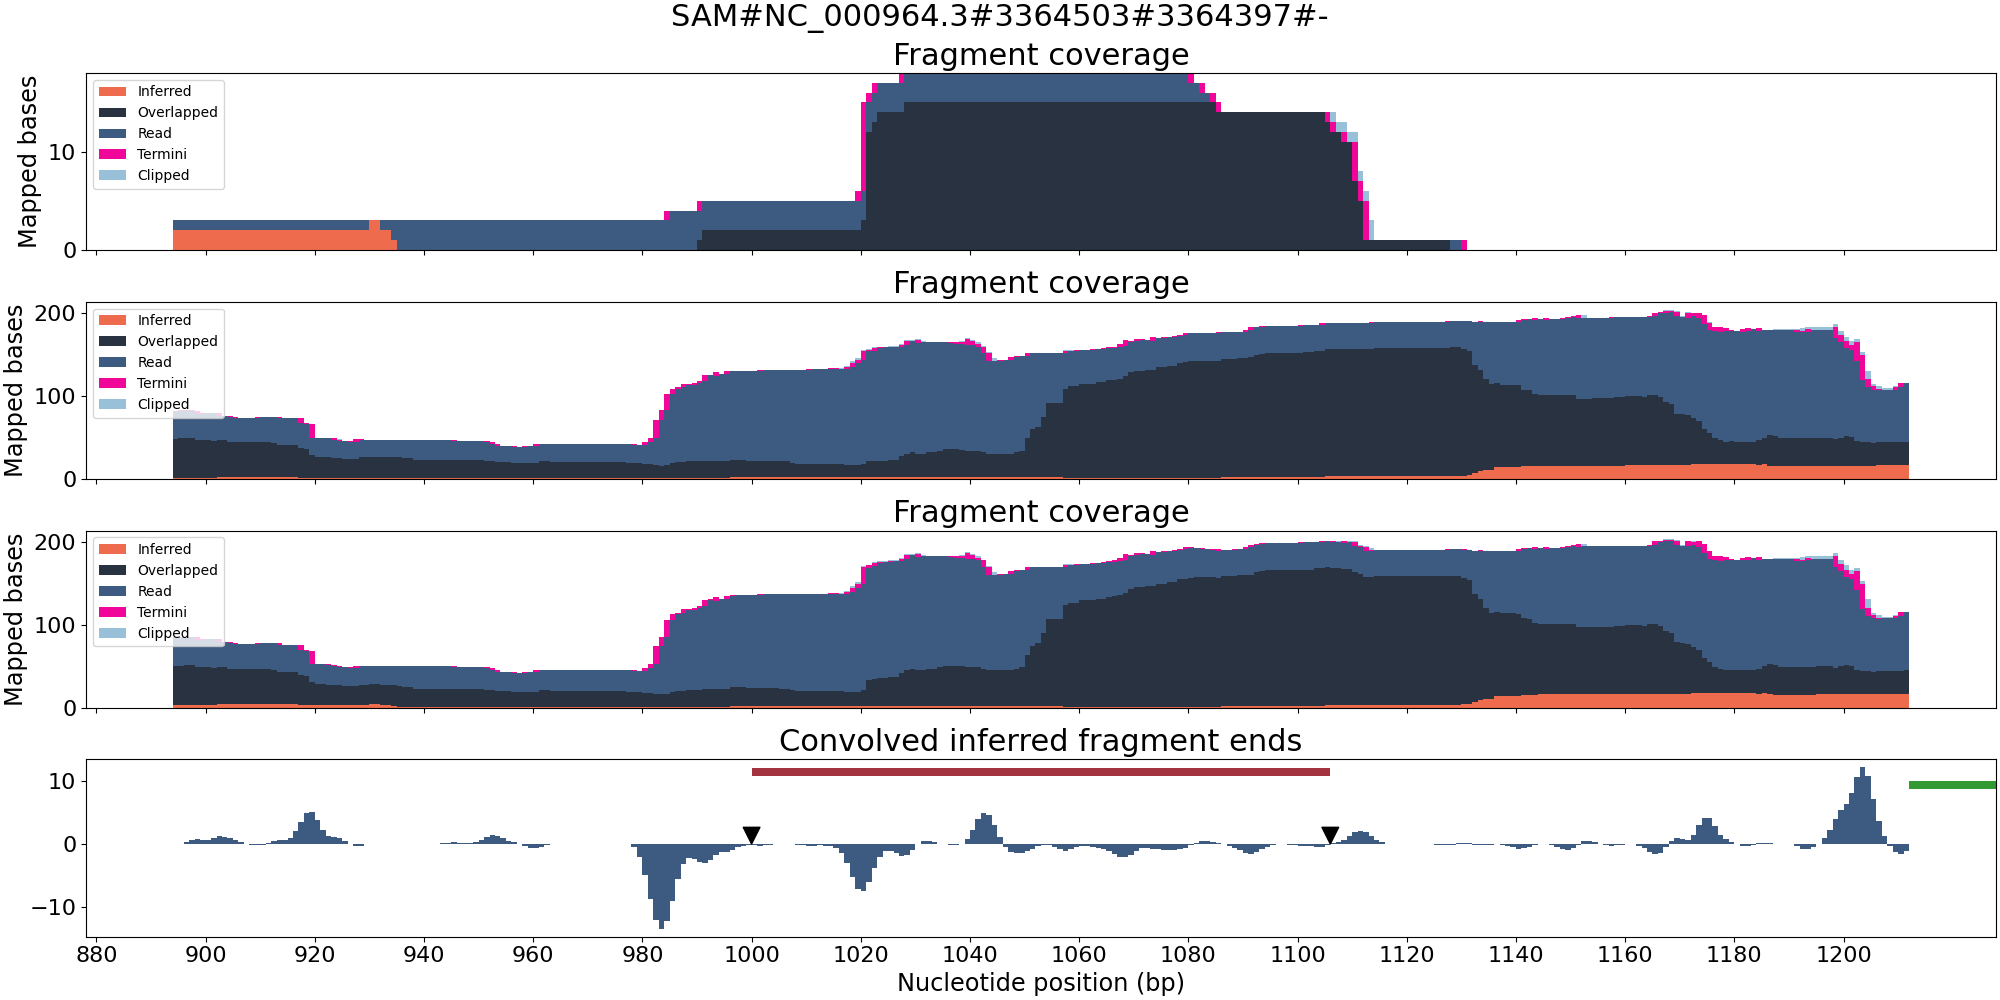 SAM#NC_000964.3#3364503#3364397#-
Fragment coverage
Mapped bases
10
0
Inferred
Overlapped
Read
Termini
Clipped
Fragment coverage
Mapped bases
200
100
0
Inferred
Overlapped
Read
Termini
Clipped
Fragment coverage
Mapped bases
200
100
0
Inferred
Overlapped
Read
Termini
Clipped
Convolved inferred fragment ends
10
0
−10
880 900 920 940 960 980 1000 1020 1040 1060 1080 1100 1120 1140 1160 1180 1200
Nucleotide position (bp)